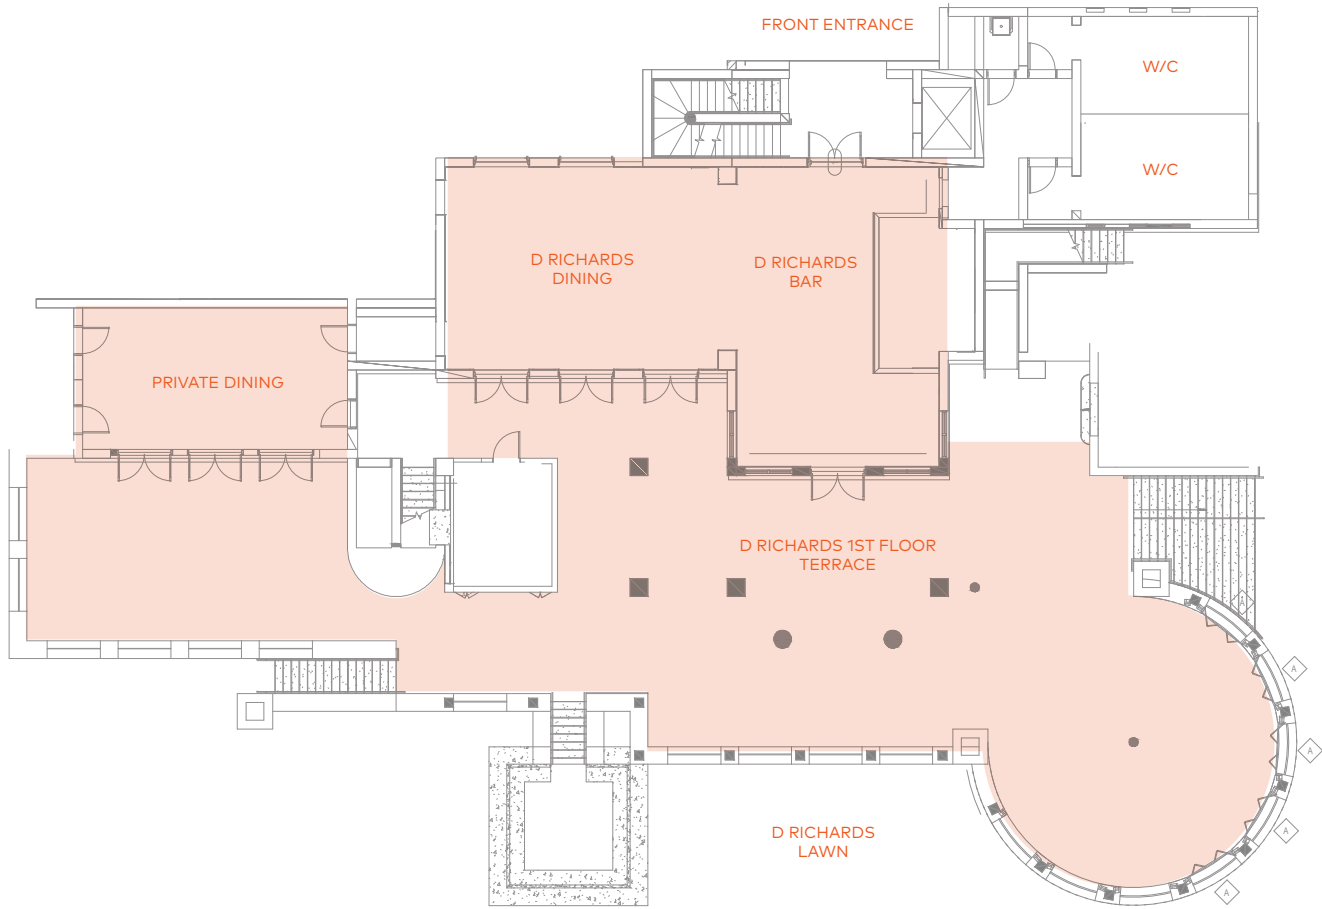 FRONT ENTRANCE
W/C
W/C
D RICHARDS
DINING
D RICHARDS
BAR
PRIVATE DINING
D RICHARDS 1ST FLOOR
TERRACE
A
A
A
A
A
D RICHARDS
LAWN